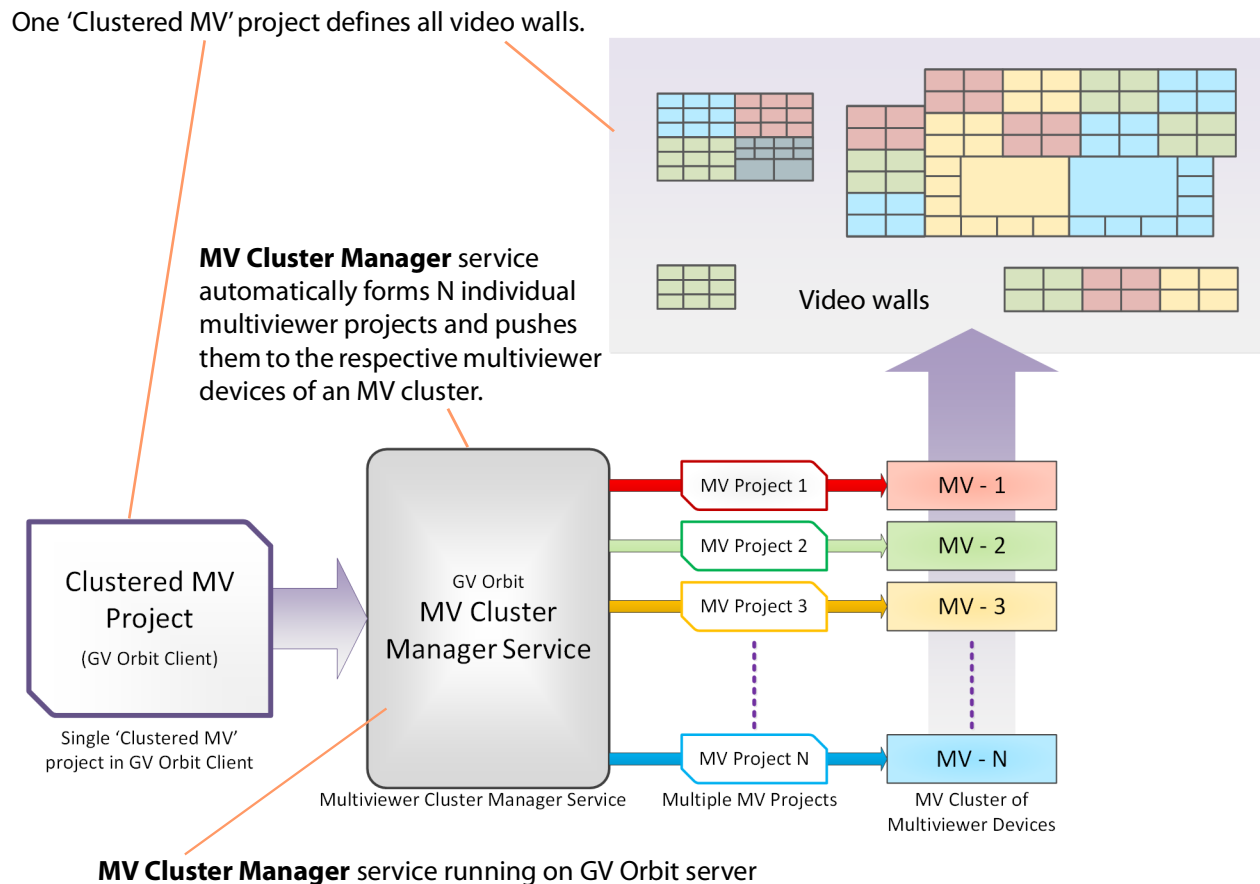 One ‘Clustered MV’ project defines all video walls.
MV Cluster Manager service
automatically forms N individual
multiviewer projects and pushes
them to the respective multiviewer
devices of an MV cluster.
Video walls
Clustered MV
Project
(GV Orbit Client)
Single ‘Clustered MV’
project in GV Orbit Client
GV Orbit
MV Cluster
Manager Service
Multiviewer Cluster Manager Service
MV Project 1
MV Project 2
MV Project 3
MV Project N
Multiple MV Projects
MV - 1
MV - 2
MV - 3
MV - N
MV Cluster of
Multiviewer Devices
MV Cluster Manager service running on GV Orbit server